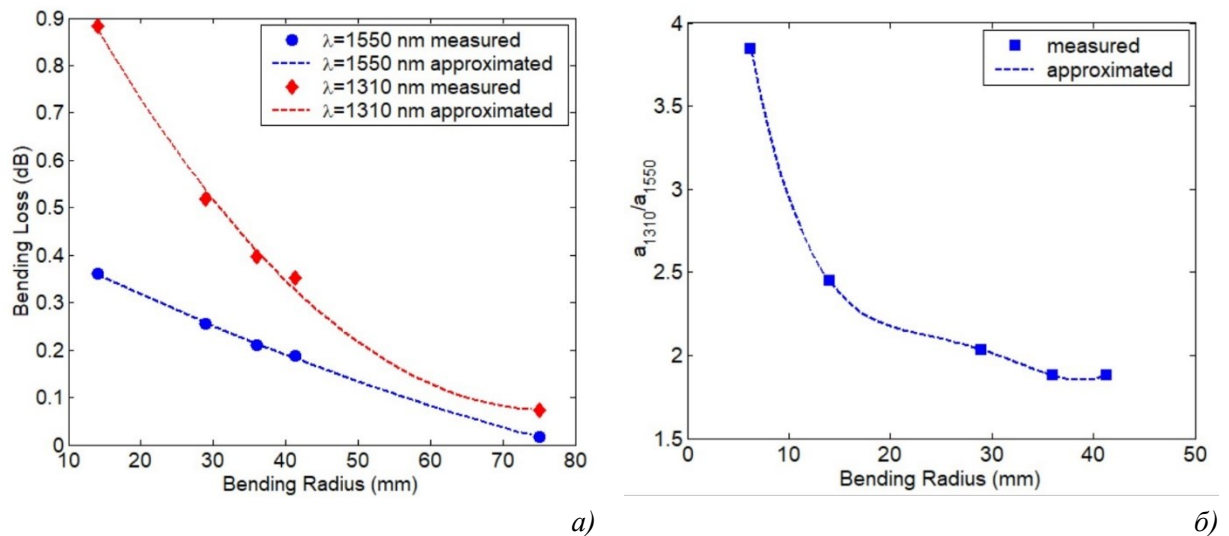 0.9
0.8
0.7
0.6
0.5
0.4
0.3
0.2
0.1
0
10 20 30 40 50 60 70 80
Bending Loss (dB)
Bending Radius (mm)
λ=1550 nm measured
λ=1550 nm approximated
λ=1310 nm measured
λ=1310 nm approximated
а)
4
3.5
3
2.5
2
1.5
0 10 20 30 40 50
a1310/a1550
Bending Radius (mm)
measured
approximated
б)